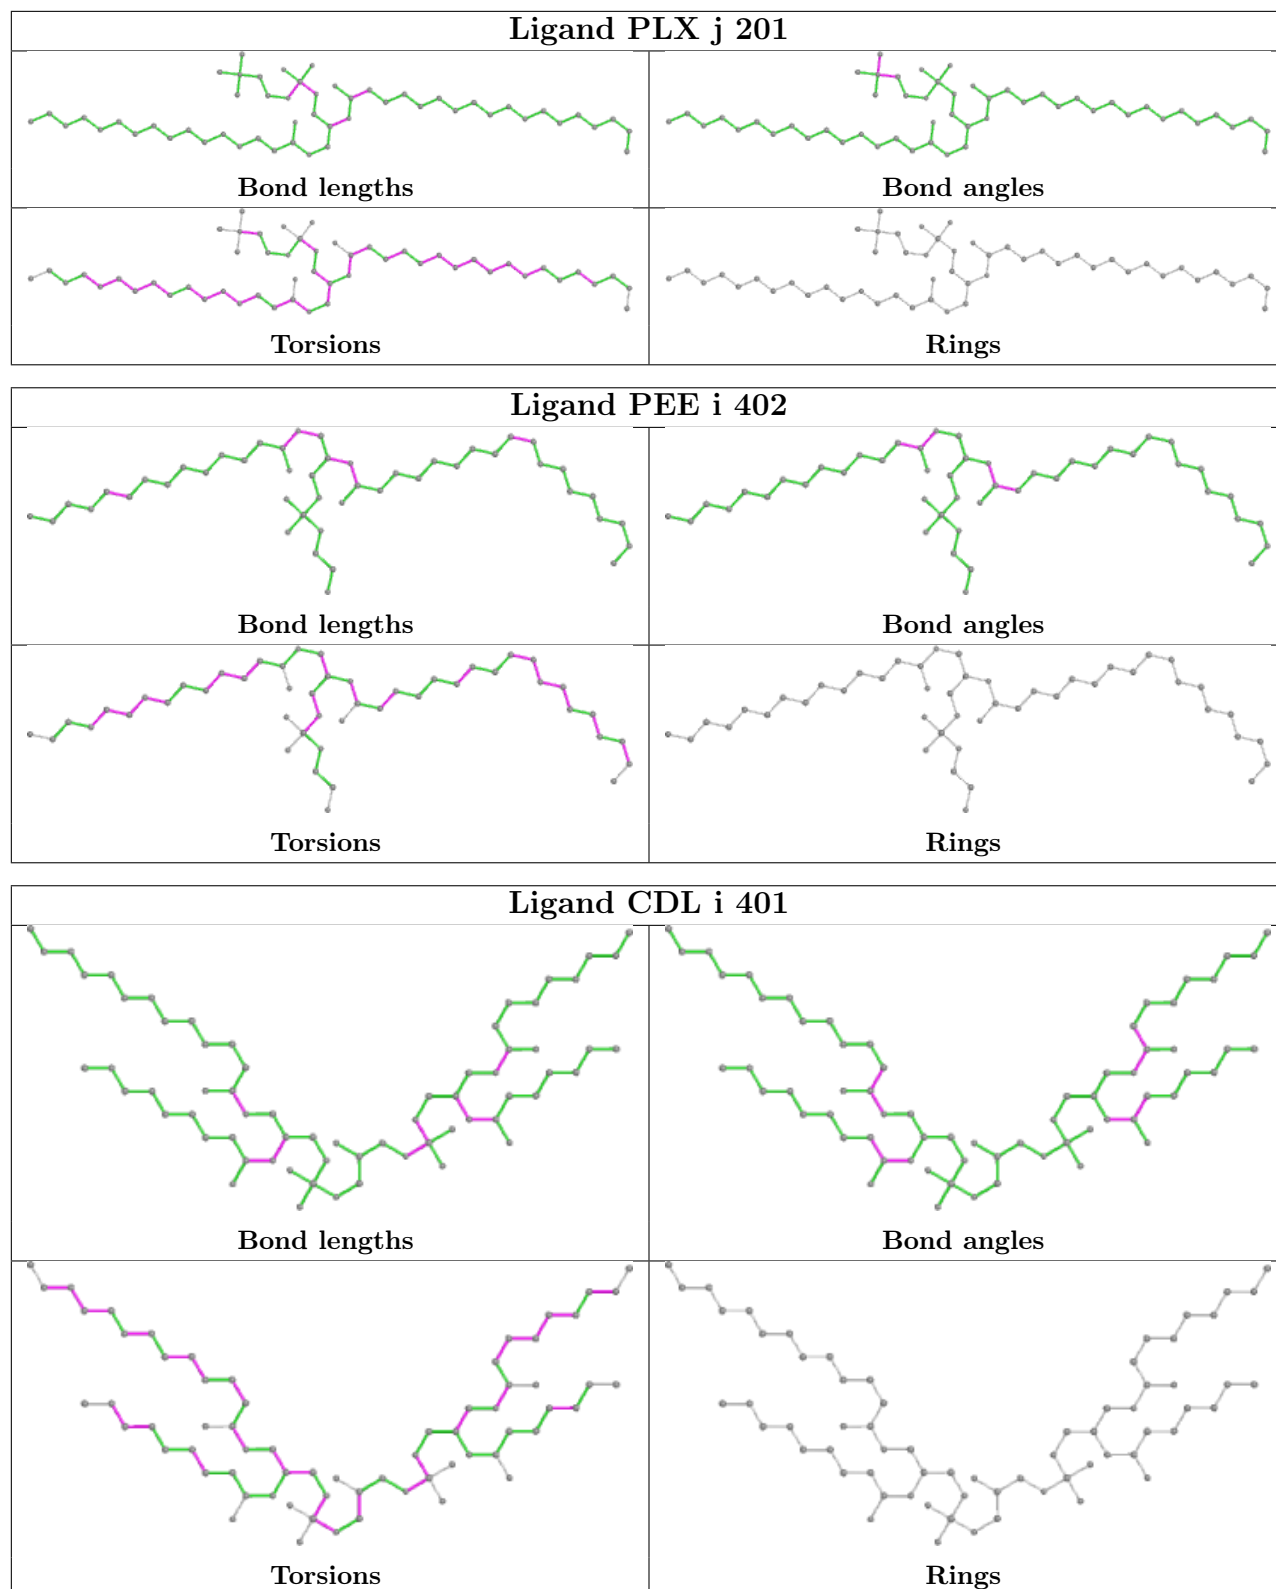 Ligand PLX j 201
Bond lengths
Bond angles
Torsions
Rings
Ligand PEE i 402
Bond lengths
Bond angles
Torsions
Rings
Ligand CDL i 401
Bond lengths
Bond angles
Torsions
Rings